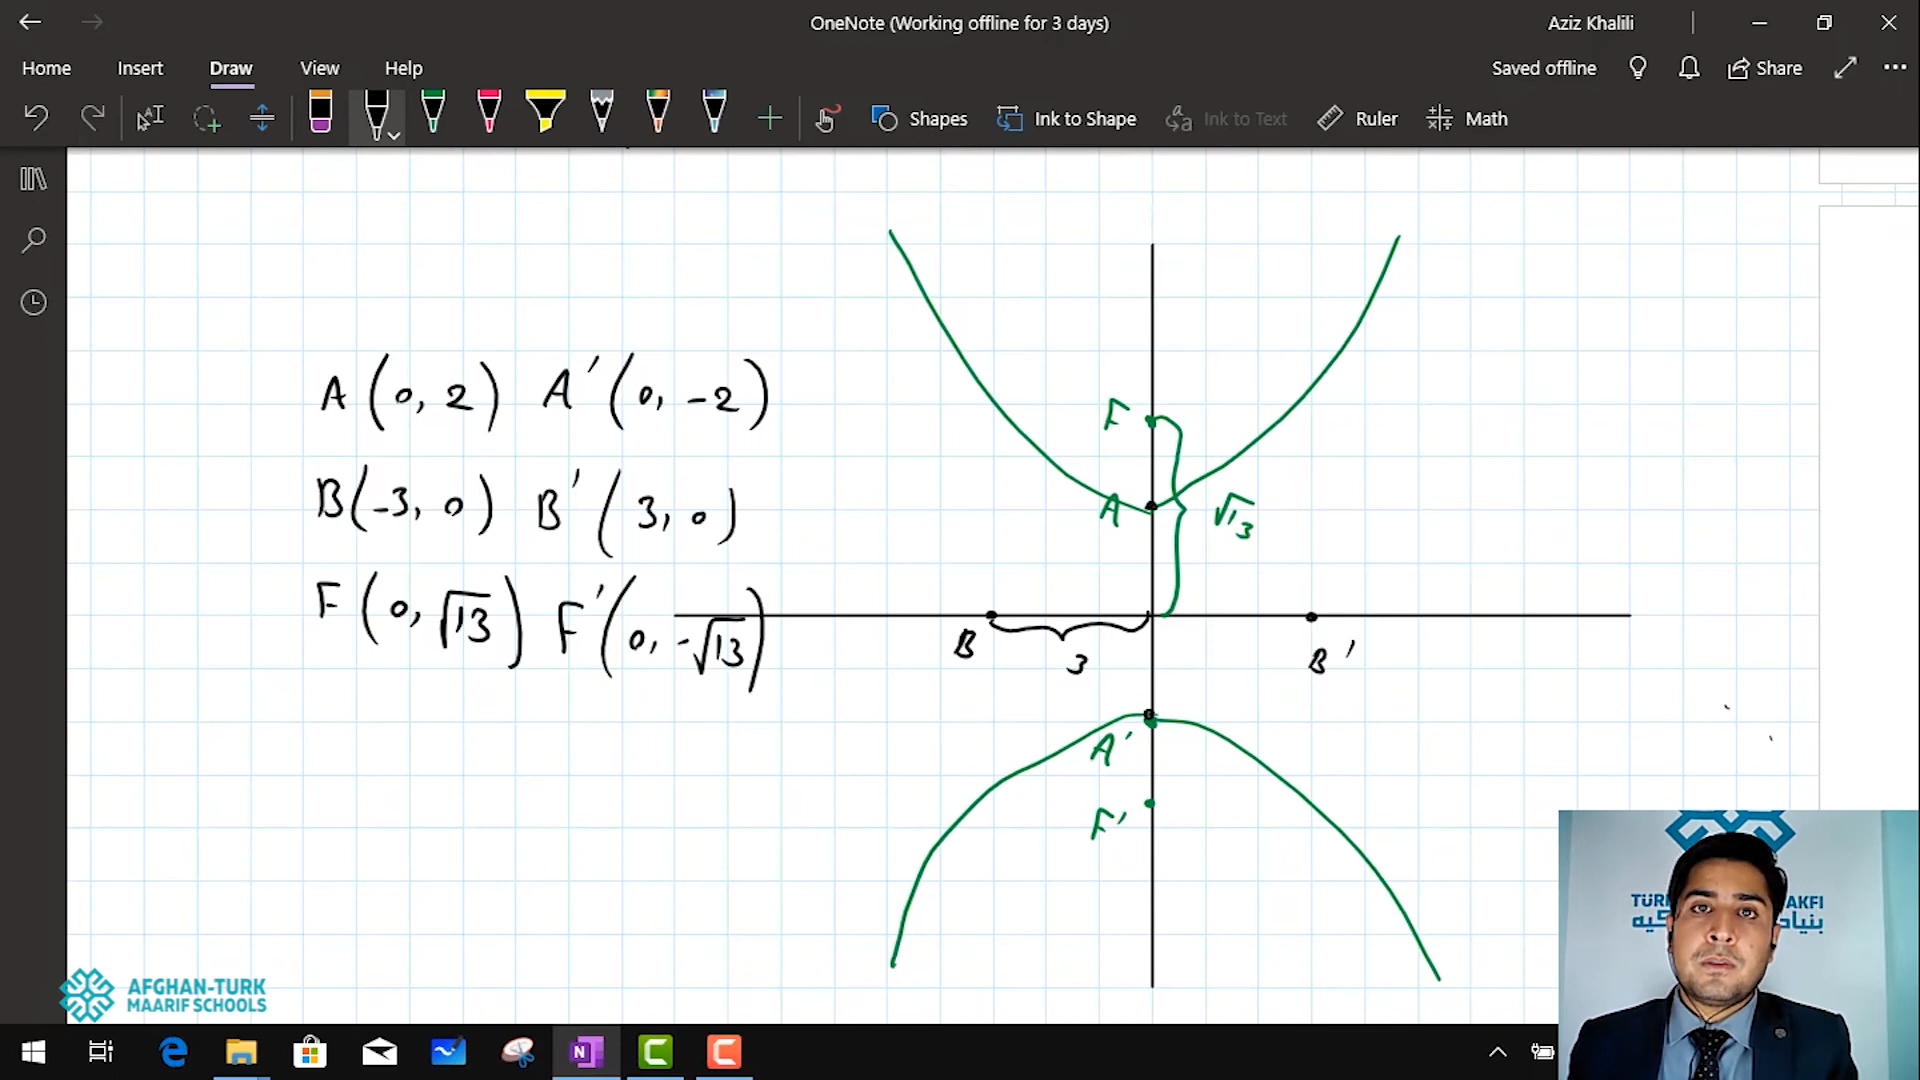 OneNote (Working offline for 3 days)
Aziz Khalili
Home Insert Draw View Help
Saved offline
Share
Shapes
Ink to Shape
Ink to Text
Ruler
Math
A (0, 2) A' (0, -2)
B (-3, 0) B' (3, 0)
F (0, √13) F' (0, -√13)
F
A
√13
B
3
B'
A'
F'
AFGHAN-TURK
MAARIF SCHOOLS
TÜR AKFI